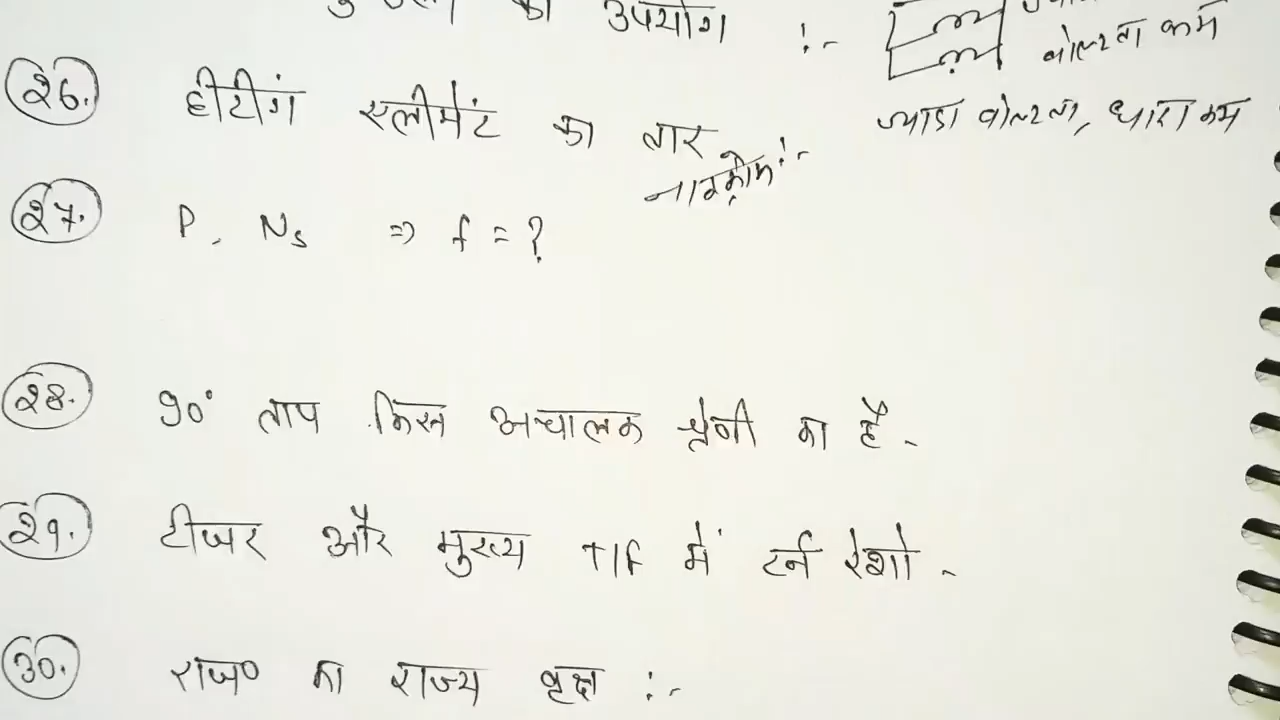 का उपयोग :-
वोल्टता कम
ज्यादा वोल्टता, धारा कम
26. हीटींग एलीमेंट का तार :-
नाइक्रोम
27. P, Ns => f = ?
28. 90° ताप किस अचालक श्रेणी का है -
29. टीजर और मुख्य T/F में टर्न रेशो -
30. राज० का राज्य वृक्ष :-